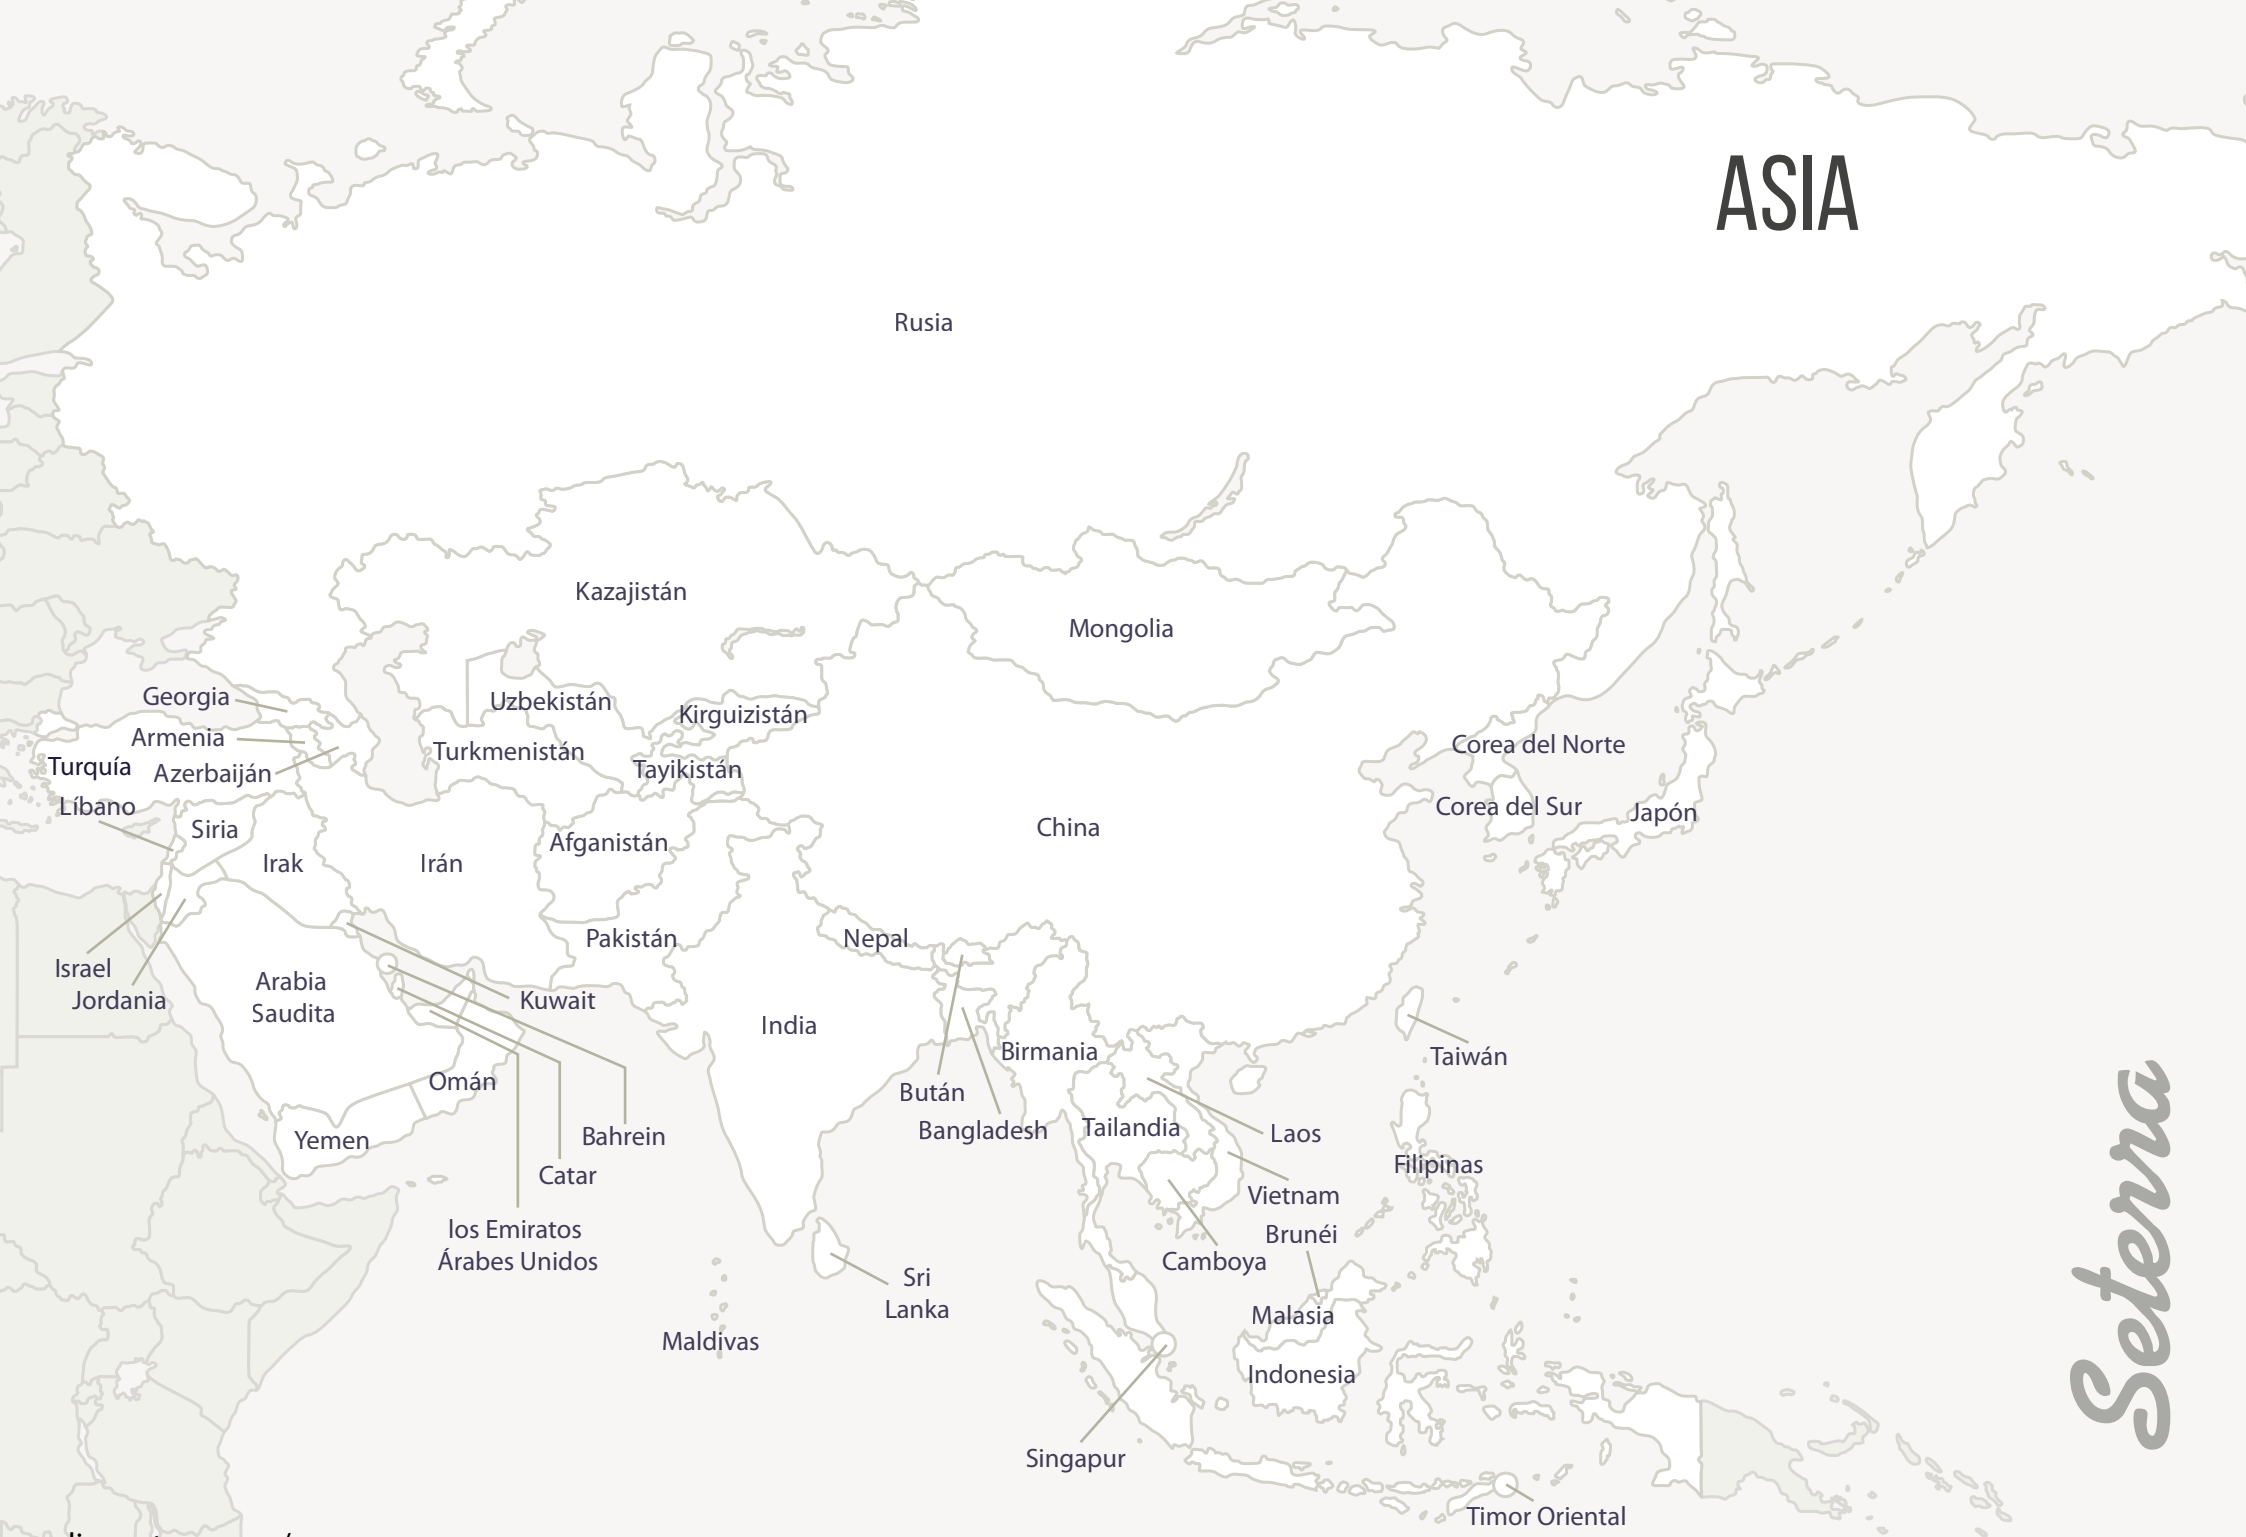 ASIA
Rusia
Kazajistán
Mongolia
Georgia
Uzbekistán
Kirguizistán
Armenia
Turquía
Azerbaiján
Turkmenistán
Tayikistán
Corea del Norte
Líbano
Siria
Irak
Irán
Afganistán
China
Corea del Sur
Japón
Pakistán
Nepal
Israel
Jordania
Arabia
Saudita
Kuwait
India
Birmania
Taiwán
Omán
Bután
Bangladesh
Tailandia
Laos
Yemen
Bahrein
Catar
Filipinas
Vietnam
los Emiratos
Árabes Unidos
Brunéi
Camboya
Sri
Lanka
Maldivas
Malasia
Indonesia
Singapur
Timor Oriental
Seterra